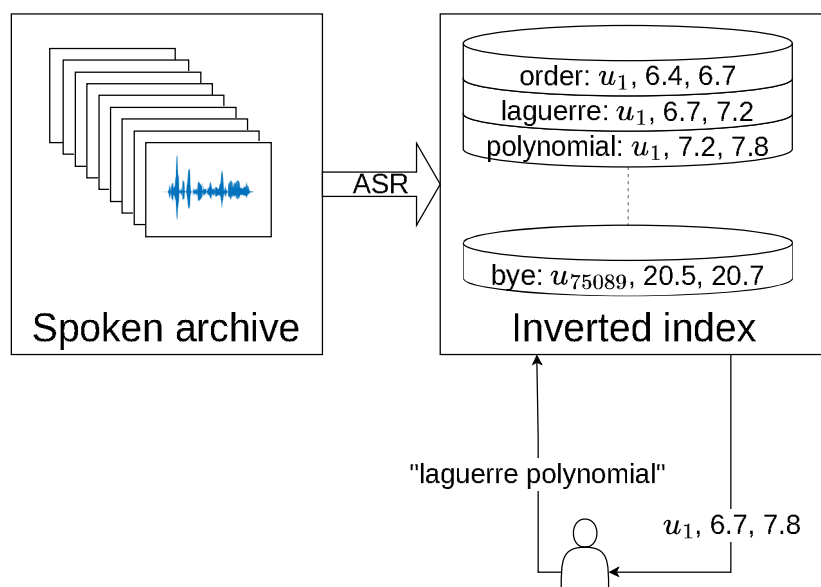 order: u₁, 6.4, 6.7
laguerre: u₁, 6.7, 7.2
polynomial: u₁, 7.2, 7.8
ASR
bye: u₇₅₀₈₉, 20.5, 20.7
Spoken archive
Inverted index
"laguerre polynomial"
u₁, 6.7, 7.8